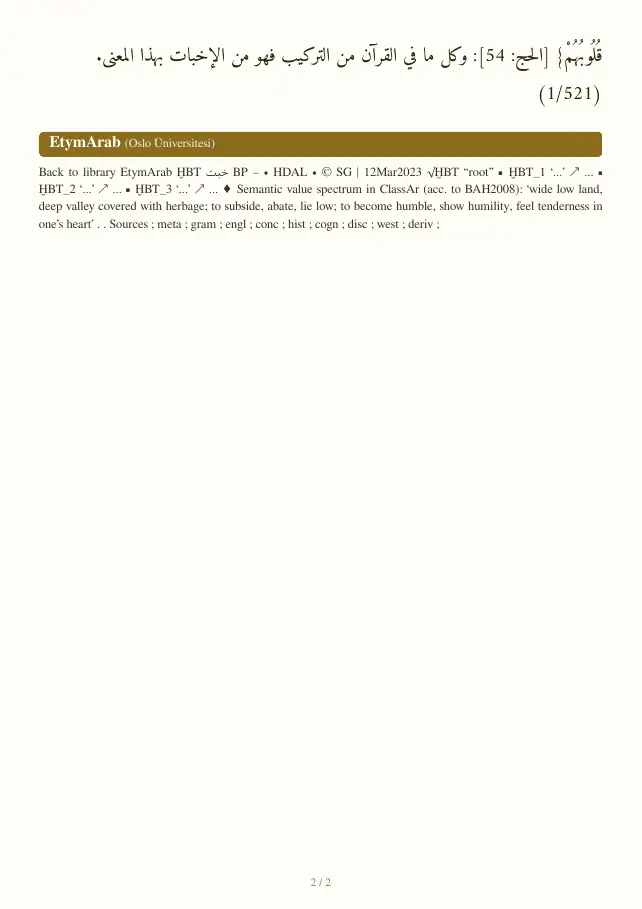 قُلُوبُهُمْ} [الحج: 54]: وكل ما في القرآن من التركيب فهو من الإخبات بهذا المعنى.
(1/521)
EtymArab (Oslo Üniversitesi)
Back to library EtymArab ḪBT خبت BP – • HDAL • © SG | 12Mar2023 √ḪBT “root” ▪ ḪBT_1 ‘...’ ↗ ... ▪
ḪBT_2 ‘...’ ↗ ... ▪ ḪBT_3 ‘...’ ↗ ... ♦ Semantic value spectrum in ClassAr (acc. to BAH2008): ‘wide low land,
deep valley covered with herbage; to subside, abate, lie low; to become humble, show humility, feel tenderness in
one’s heart’ . . Sources ; meta ; gram ; engl ; conc ; hist ; cogn ; disc ; west ; deriv ;
2 / 2